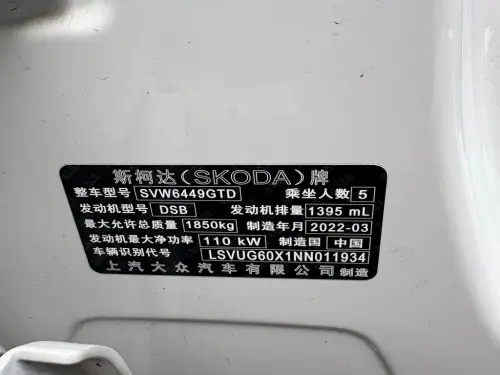 斯柯达(SKODA)牌
整车型号 SVW6449GTD 乘坐人数 5
发动机型号 DSB 发动机排量 1395 mL
最大允许总质量 1850kg 制造年月 2022-03
发动机最大净功率 110 kW 制造国 中国
车辆识别代号 LSVUG60X1NN011934
上汽大众汽车有限公司 制造